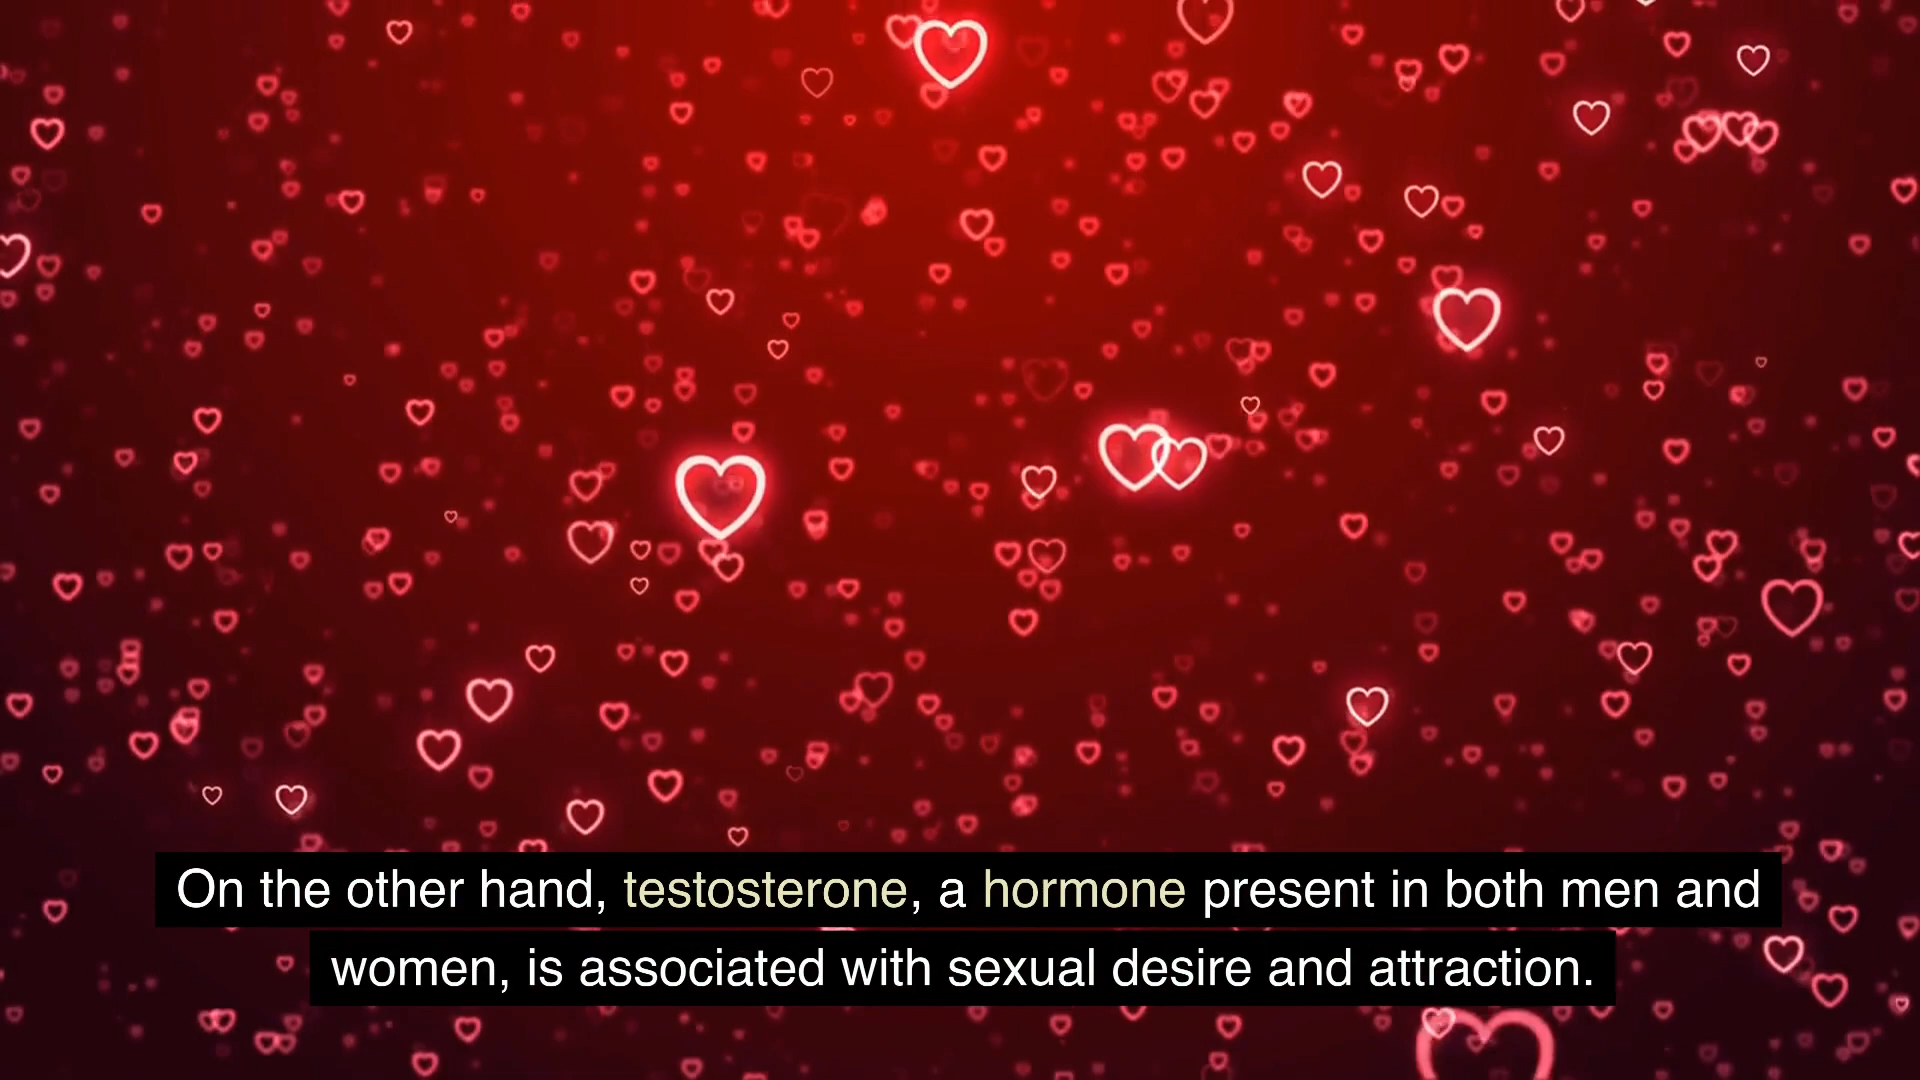 On the other hand, testosterone, a hormone present in both men and
women, is associated with sexual desire and attraction.